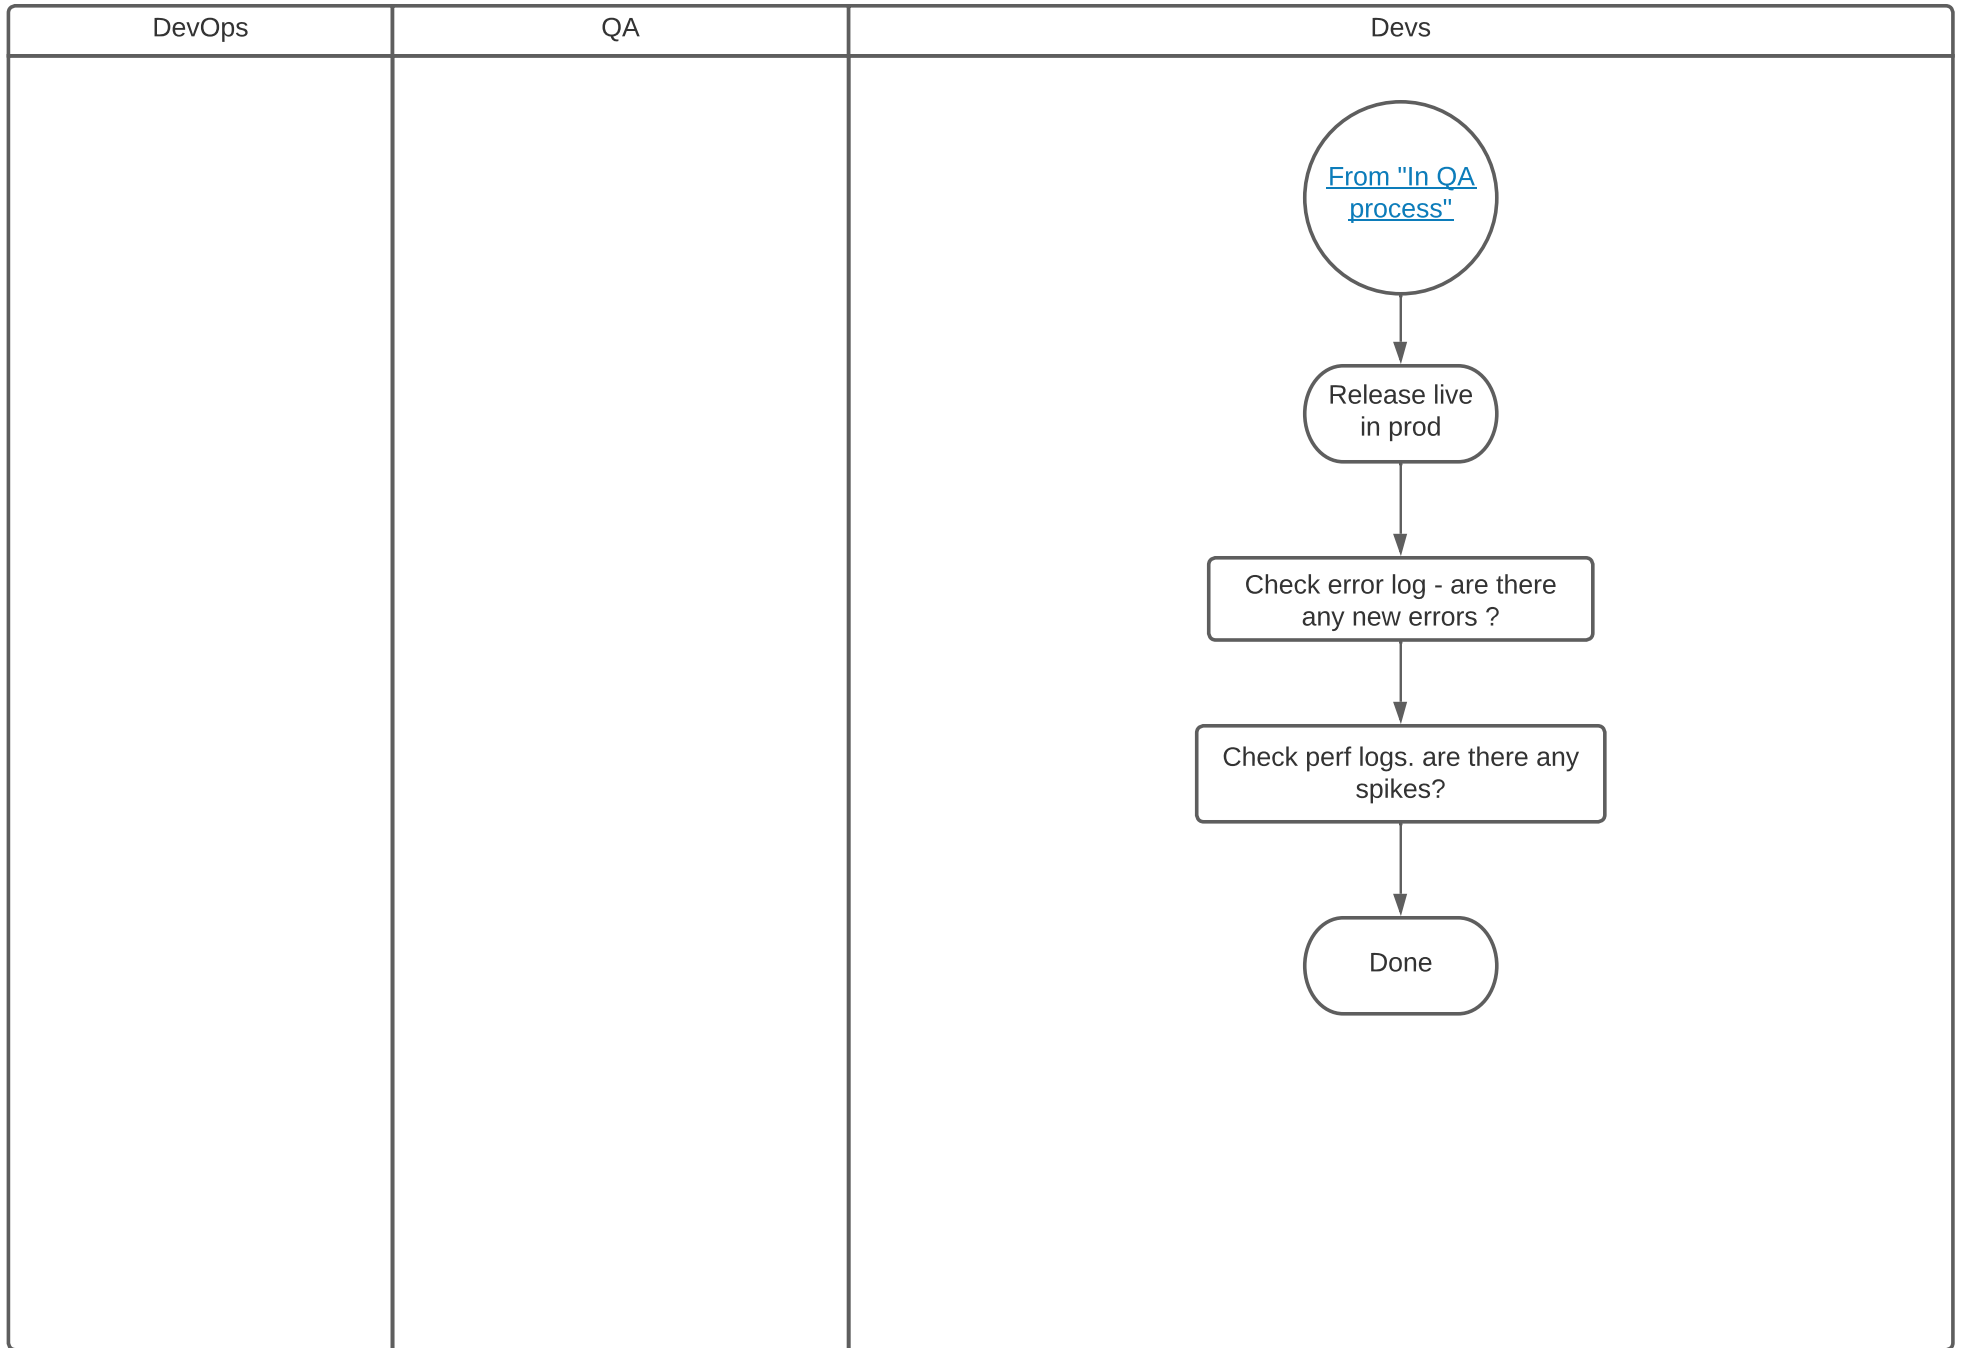 DevOps
QA
Devs
From "In QA
process"
Release live
in prod
Check error log - are there
any new errors ?
Check perf logs. are there any
spikes?
Done